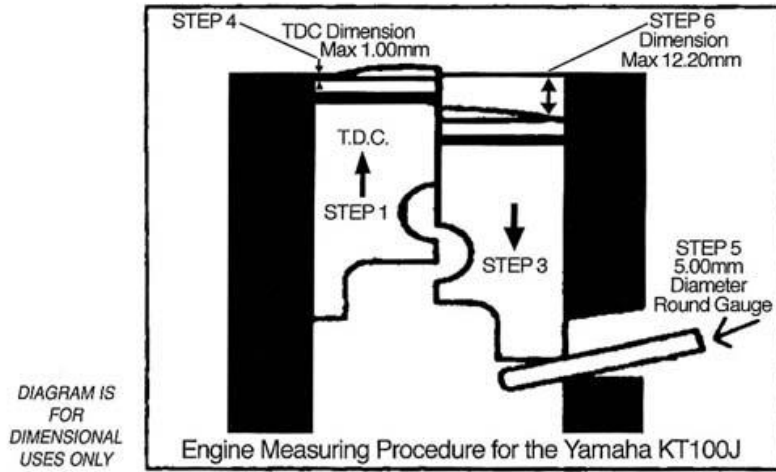 STEP 4
TDC Dimension
Max 1.00mm
STEP 6
Dimension
Max 12.20mm
T.D.C.
STEP 1
STEP 3
STEP 5
5.00mm
Diameter
Round Gauge
DIAGRAM IS
FOR
DIMENSIONAL
USES ONLY
Engine Measuring Procedure for the Yamaha KT100J